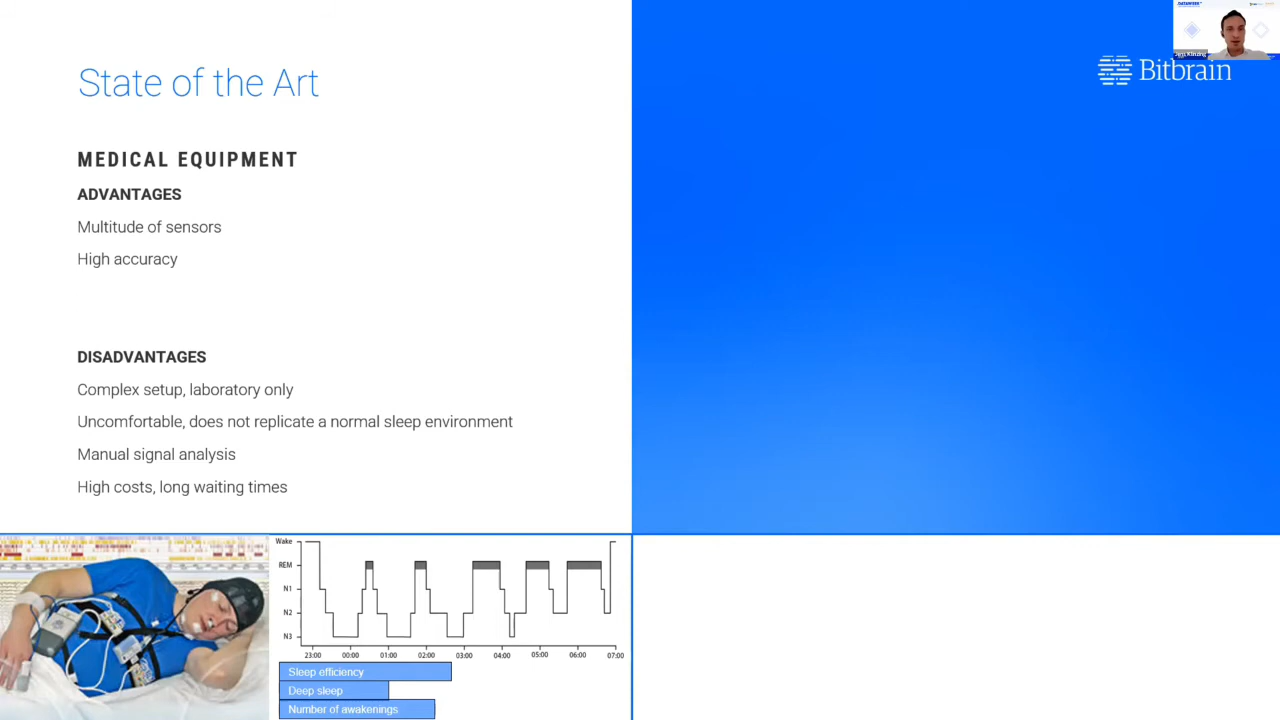 State of the Art
MEDICAL EQUIPMENT
ADVANTAGES
Multitude of sensors
High accuracy
DISADVANTAGES
Complex setup, laboratory only
Uncomfortable, does not replicate a normal sleep environment
Manual signal analysis
High costs, long waiting times
Bitbrain
Wake
REM
N1
N2
N3
23:00 00:00 01:00 02:00 03:00 04:00 05:00 06:00 07:00
Sleep efficiency
Deep sleep
Number of awakenings